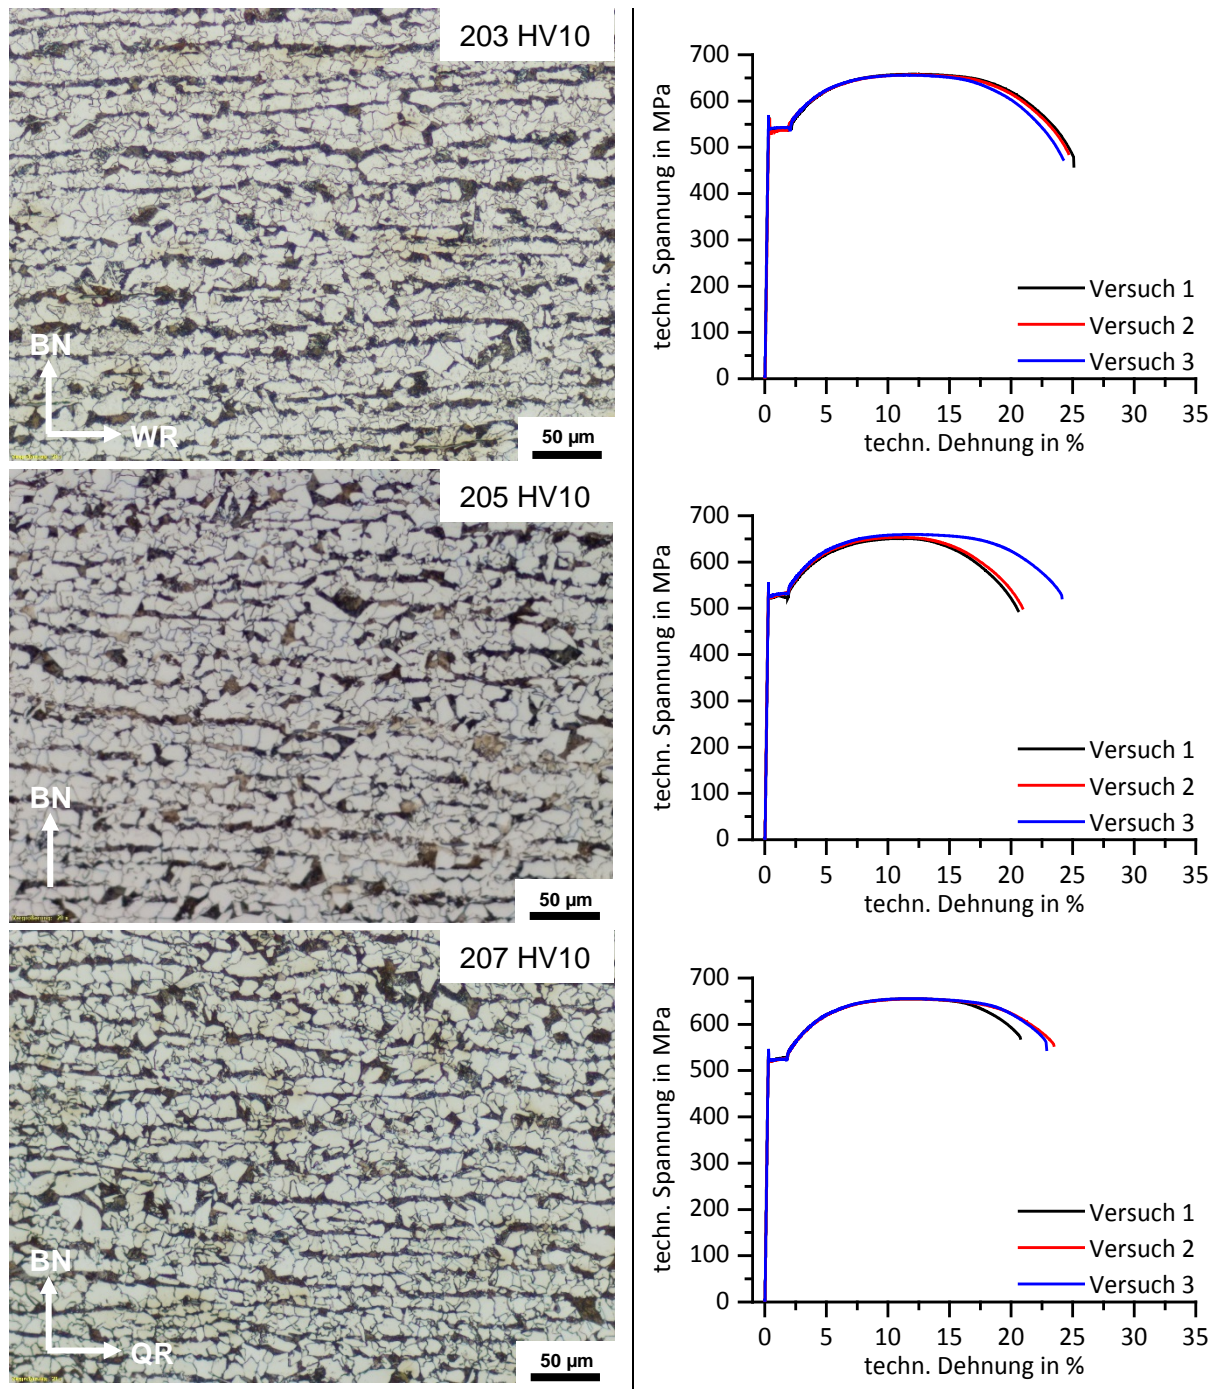 203 HV10
BN
WR
50 µm
techn. Spannung in MPa
700
600
500
400
300
200
100
0
Versuch 1
Versuch 2
Versuch 3
0 5 10 15 20 25 30 35
techn. Dehnung in %
205 HV10
BN
50 µm
techn. Spannung in MPa
700
600
500
400
300
200
100
0
Versuch 1
Versuch 2
Versuch 3
0 5 10 15 20 25 30 35
techn. Dehnung in %
207 HV10
BN
QR
50 µm
techn. Spannung in MPa
700
600
500
400
300
200
100
0
Versuch 1
Versuch 2
Versuch 3
0 5 10 15 20 25 30 35
techn. Dehnung in %